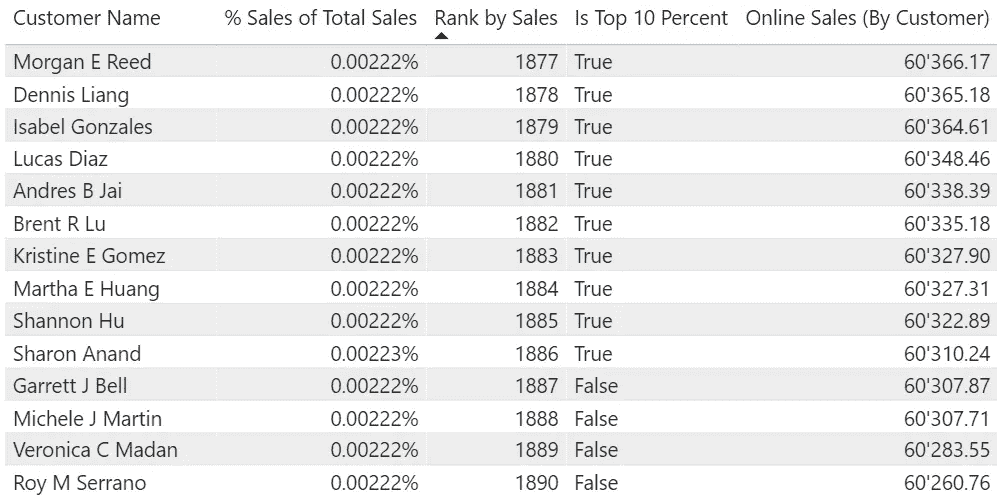 Customer Name % Sales of Total Sales Rank by Sales Is Top 10 Percent Online Sales (By Customer)
Morgan E Reed 0.00222% 1877 True 60'366.17
Dennis Liang 0.00222% 1878 True 60'365.18
Isabel Gonzales 0.00222% 1879 True 60'364.61
Lucas Diaz 0.00222% 1880 True 60'348.46
Andres B Jai 0.00222% 1881 True 60'338.39
Brent R Lu 0.00222% 1882 True 60'335.18
Kristine E Gomez 0.00222% 1883 True 60'327.90
Martha E Huang 0.00222% 1884 True 60'327.31
Shannon Hu 0.00222% 1885 True 60'322.89
Sharon Anand 0.00223% 1886 True 60'310.24
Garrett J Bell 0.00222% 1887 False 60'307.87
Michele J Martin 0.00222% 1888 False 60'307.71
Veronica C Madan 0.00222% 1889 False 60'283.55
Roy M Serrano 0.00222% 1890 False 60'260.76